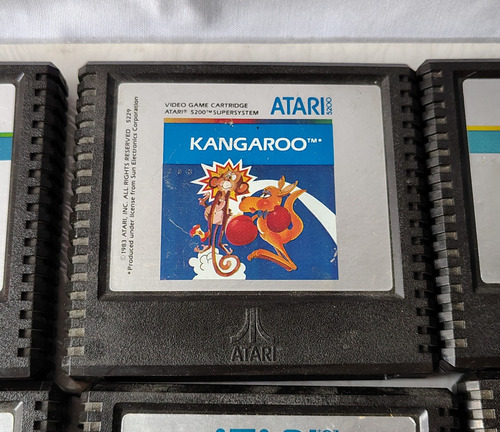 VIDEO GAME CARTRIDGE
ATARI® 5200™ SUPERSYSTEM
ATARI 5200
KANGAROO™*
© 1983 ATARI, INC. ALL RIGHTS RESERVED 5229
* Produced under license from Sun Electronics Corporation
ATARI